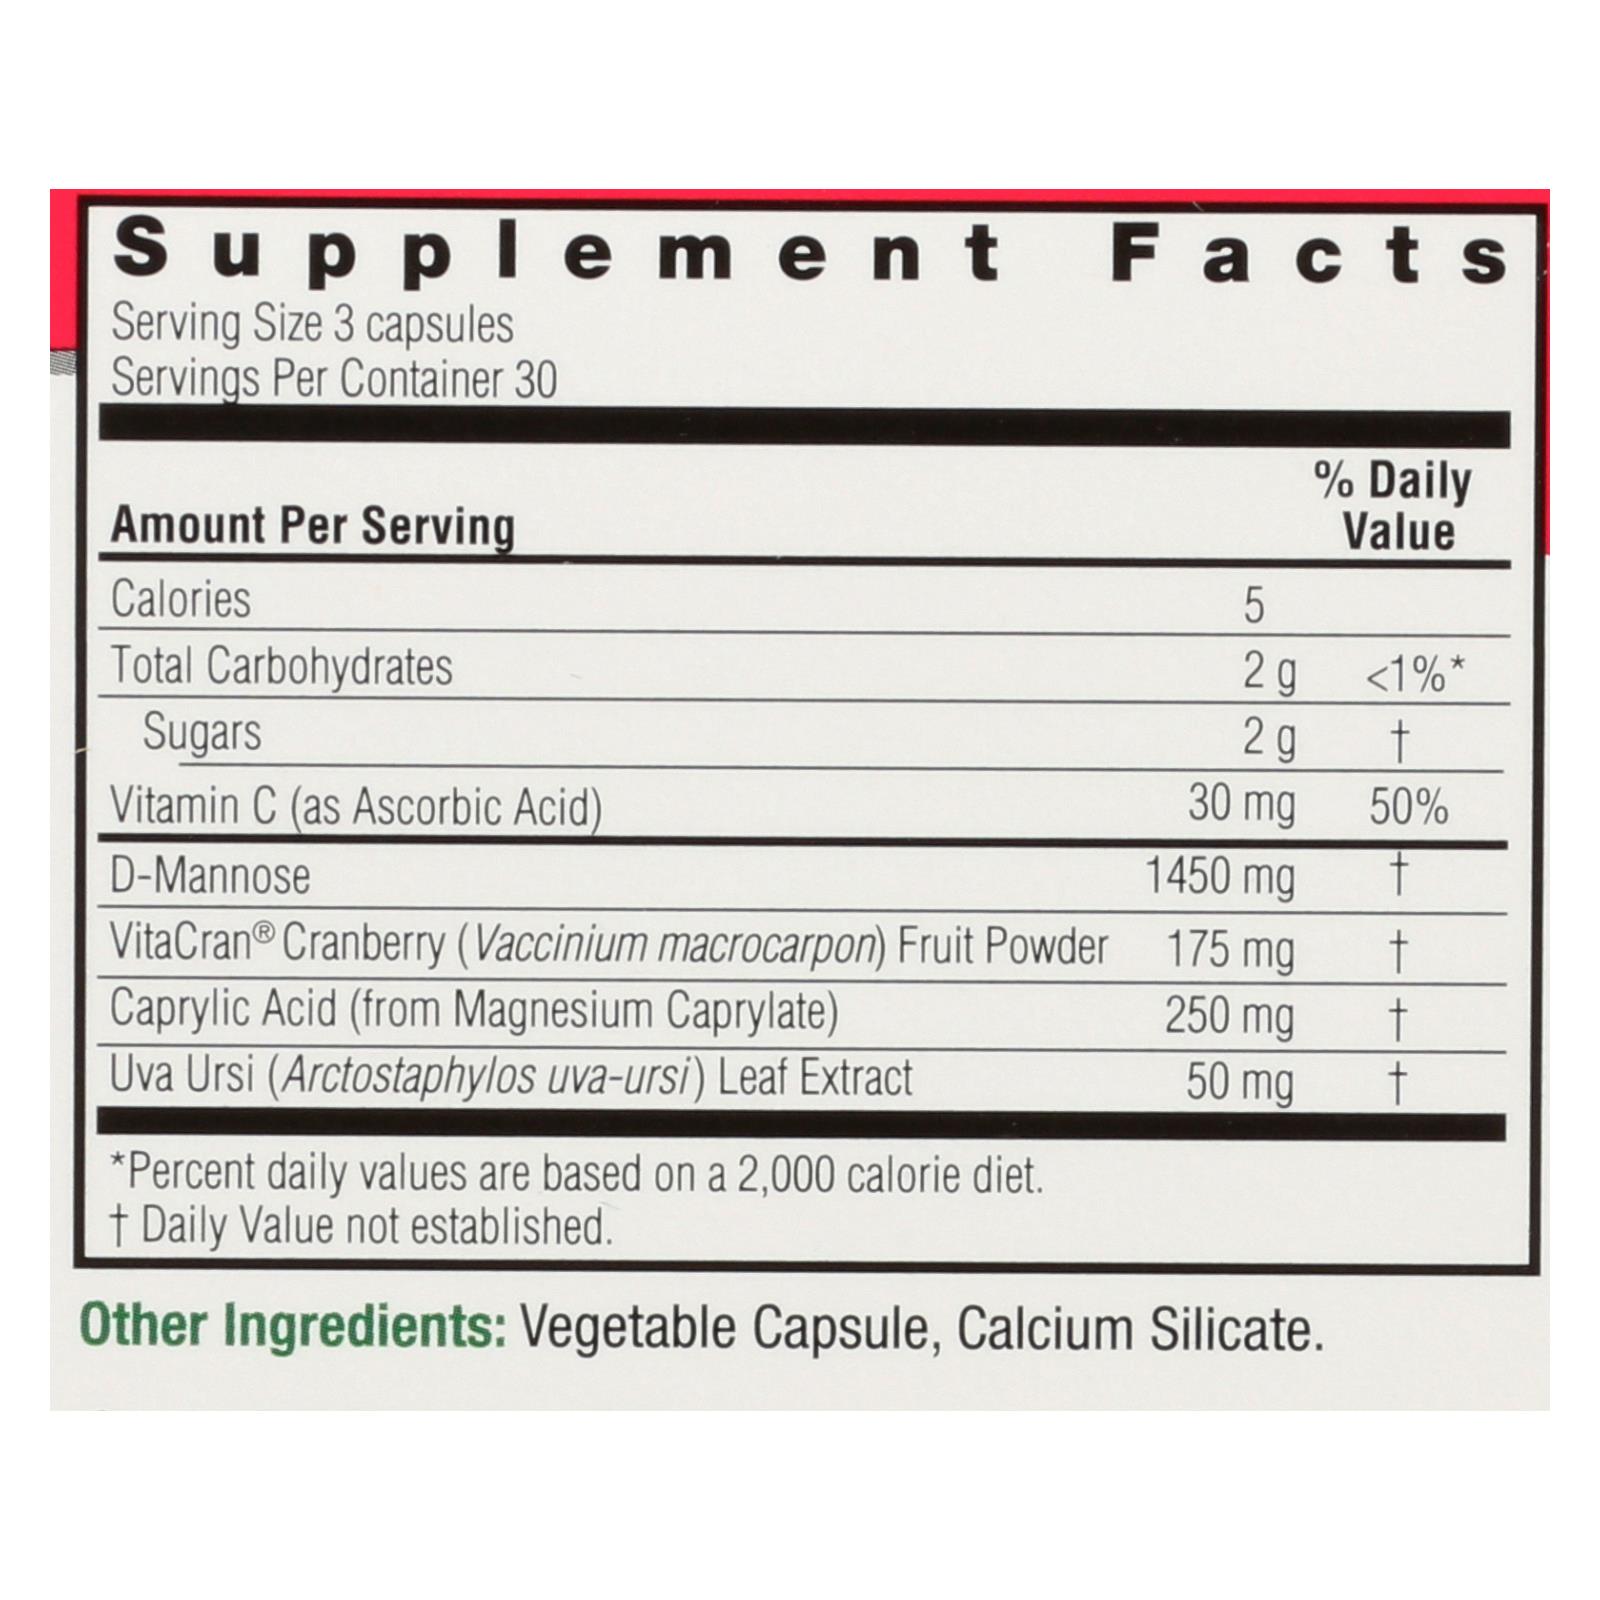 Supplement Facts
Serving Size 3 capsules
Servings Per Container 30
% Daily
Value
Amount Per Serving
Calories 5
Total Carbohydrates 2 g <1%*
Sugars 2 g †
Vitamin C (as Ascorbic Acid) 30 mg 50%
D-Mannose 1450 mg †
VitaCran® Cranberry (Vaccinium macrocarpon) Fruit Powder 175 mg †
Caprylic Acid (from Magnesium Caprylate) 250 mg †
Uva Ursi (Arctostaphylos uva-ursi) Leaf Extract 50 mg †
*Percent daily values are based on a 2,000 calorie diet.
† Daily Value not established.
Other Ingredients: Vegetable Capsule, Calcium Silicate.